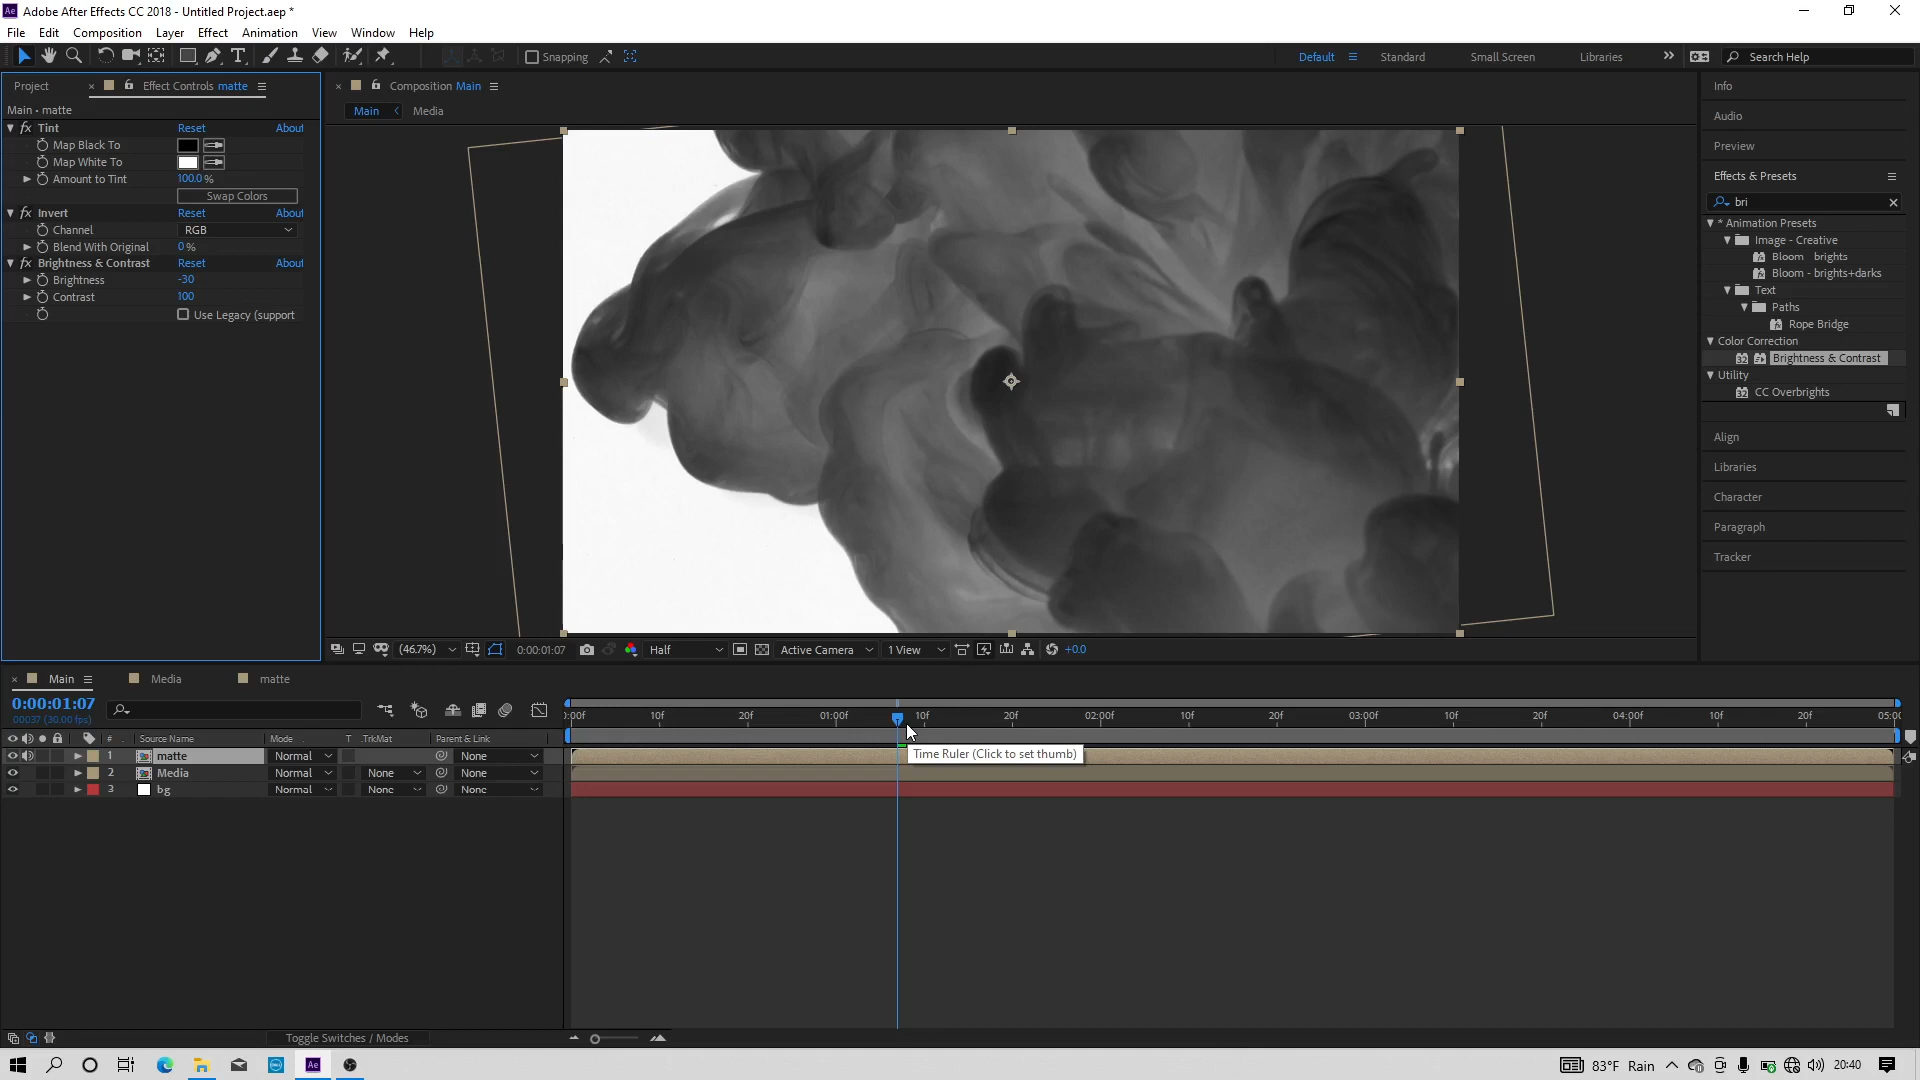 Adobe After Effects CC 2018 - Untitled Project.aep *
File Edit Composition Layer Effect Animation View Window Help
Snapping Default Standard Small Screen Libraries Search Help
Project Effect Controls matte
Composition Main
Main · matte
Main Media
Tint Reset About
Map Black To
Map White To
Amount to Tint 100.0 %
Swap Colors
Invert Reset About
Channel RGB
Blend With Original 0 %
Brightness & Contrast Reset About
Brightness -30
Contrast 100
Use Legacy (support
Info
Audio
Preview
Effects & Presets
bri
* Animation Presets
Image - Creative
Bloom brights
Bloom - brights+darks
Text
Paths
Rope Bridge
Color Correction
Brightness & Contrast
Utility
CC Overbrights
Align
Libraries
Character
Paragraph
Tracker
(46.7%) 0:00:01:07 Half Active Camera 1 View +0.0
Main Media matte
0:00:01:07
00037 (30.00 fps)
):00f 10f 20f 01:00f 10f 20f 02:00f 10f 20f 03:00f 10f 20f 04:00f 10f 20f 05:00
# Source Name Mode T .TrkMat Parent & Link
1 matte Normal None
2 Media Normal None None
3 bg Normal None None
Time Ruler (Click to set thumb)
Toggle Switches / Modes
83°F Rain 20:40